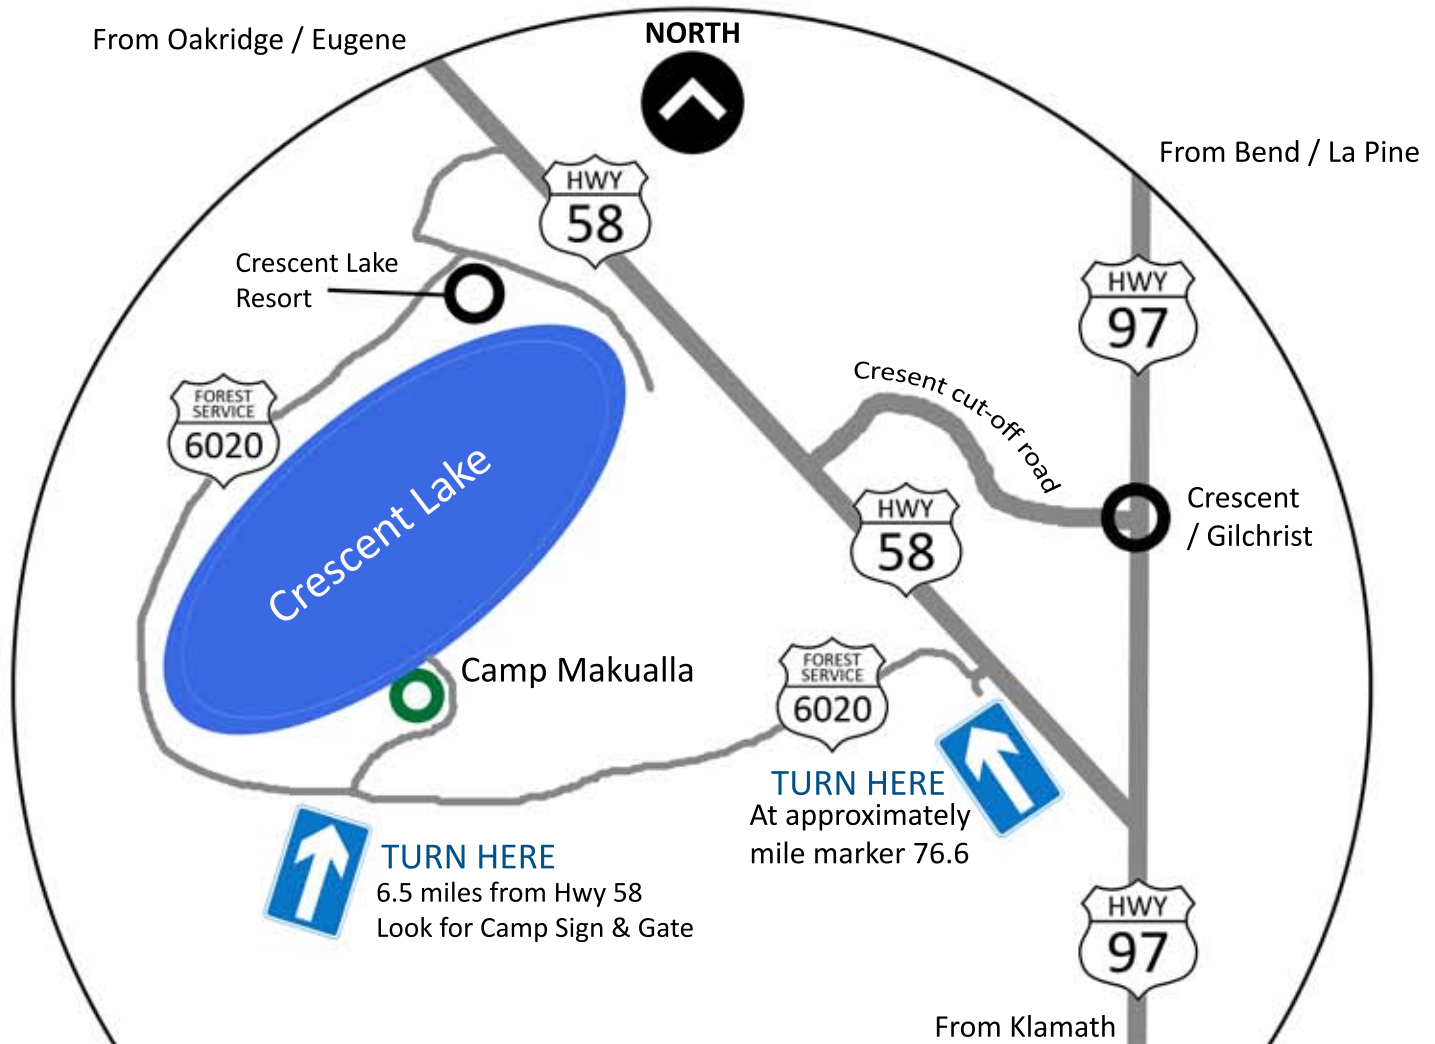 From Oakridge / Eugene
NORTH
From Bend / La Pine
HWY
58
Crescent Lake
Resort
HWY
97
FOREST
SERVICE
6020
Cresent cut-off road
Crescent Lake
HWY
58
Crescent
/ Gilchrist
Camp Makualla
FOREST
SERVICE
6020
TURN HERE
At approximately
mile marker 76.6
TURN HERE
6.5 miles from Hwy 58
Look for Camp Sign & Gate
HWY
97
From Klamath